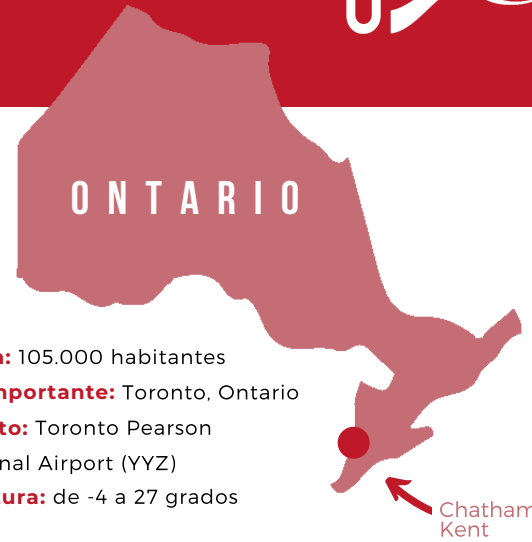 ONTARIO
: 105.000 habitantes
mportante: Toronto, Ontario
to: Toronto Pearson
nal Airport (YYZ)
tura: de -4 a 27 grados
Chatham
Kent